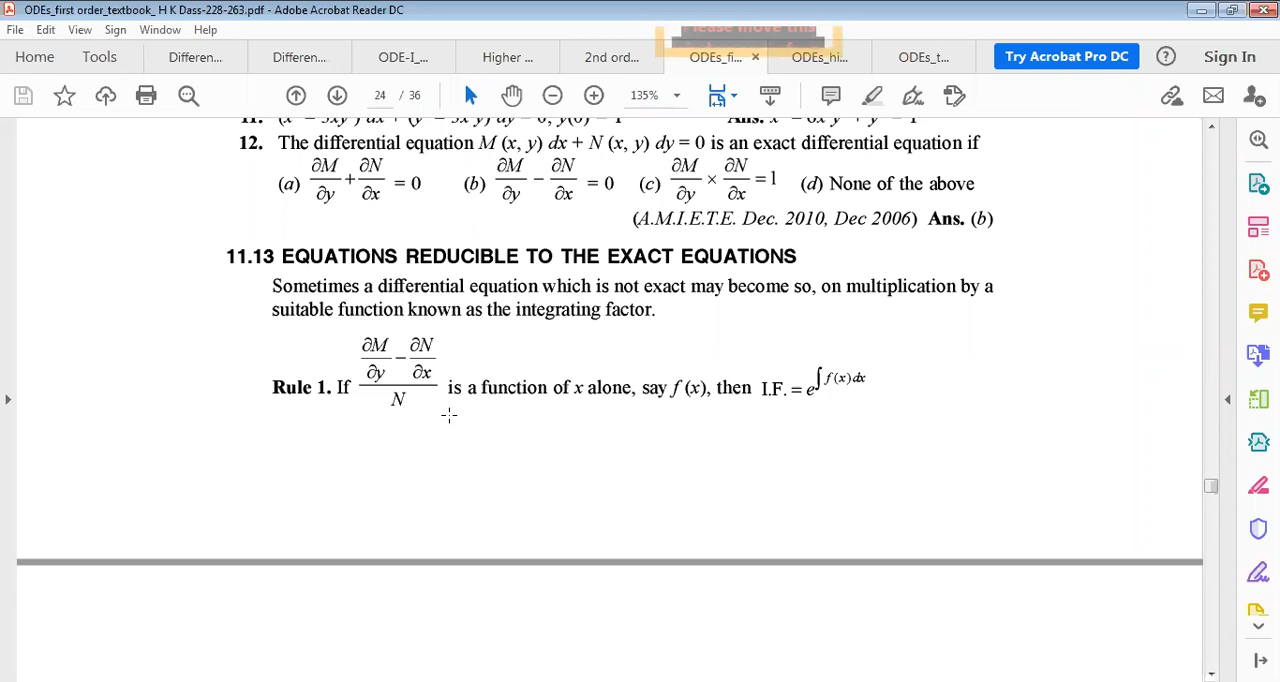 ODEs_first order_textbook_ H K Dass-228-263.pdf - Adobe Acrobat Reader DC
File Edit View Sign Window Help
Please move this
Home Tools Differen... Differen... ODE-I_... Higher ... 2nd ord... ODEs_fi... × ODEs_hi... ODEs_t... Try Acrobat Pro DC Sign In
24 / 36 135%
12. The differential equation M (x, y) dx + N (x, y) dy = 0 is an exact differential equation if
(a) ∂M/∂y + ∂N/∂x = 0 (b) ∂M/∂y − ∂N/∂x = 0 (c) ∂M/∂y × ∂N/∂x = 1 (d) None of the above
(A.M.I.E.T.E. Dec. 2010, Dec 2006) Ans. (b)
11.13 EQUATIONS REDUCIBLE TO THE EXACT EQUATIONS
Sometimes a differential equation which is not exact may become so, on multiplication by a
suitable function known as the integrating factor.
Rule 1. If (∂M/∂y − ∂N/∂x)/N is a function of x alone, say f (x), then I.F. = e^∫ f(x) dx